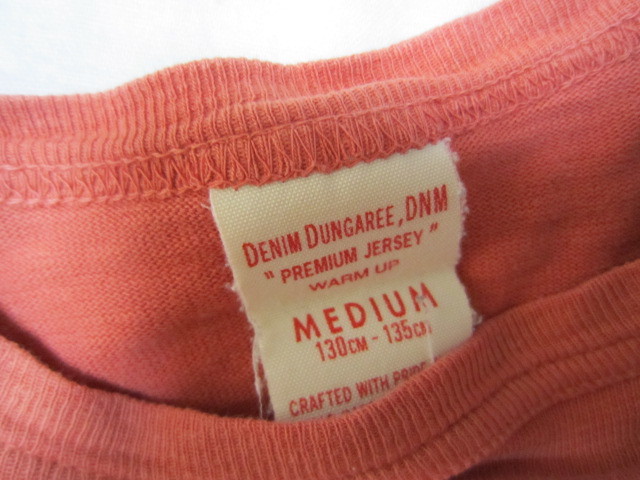 DENIM DUNGAREE, DNM
" PREMIUM JERSEY "
WARM UP
MEDIUM
130CM - 135CM
CRAFTED WITH PRIDE